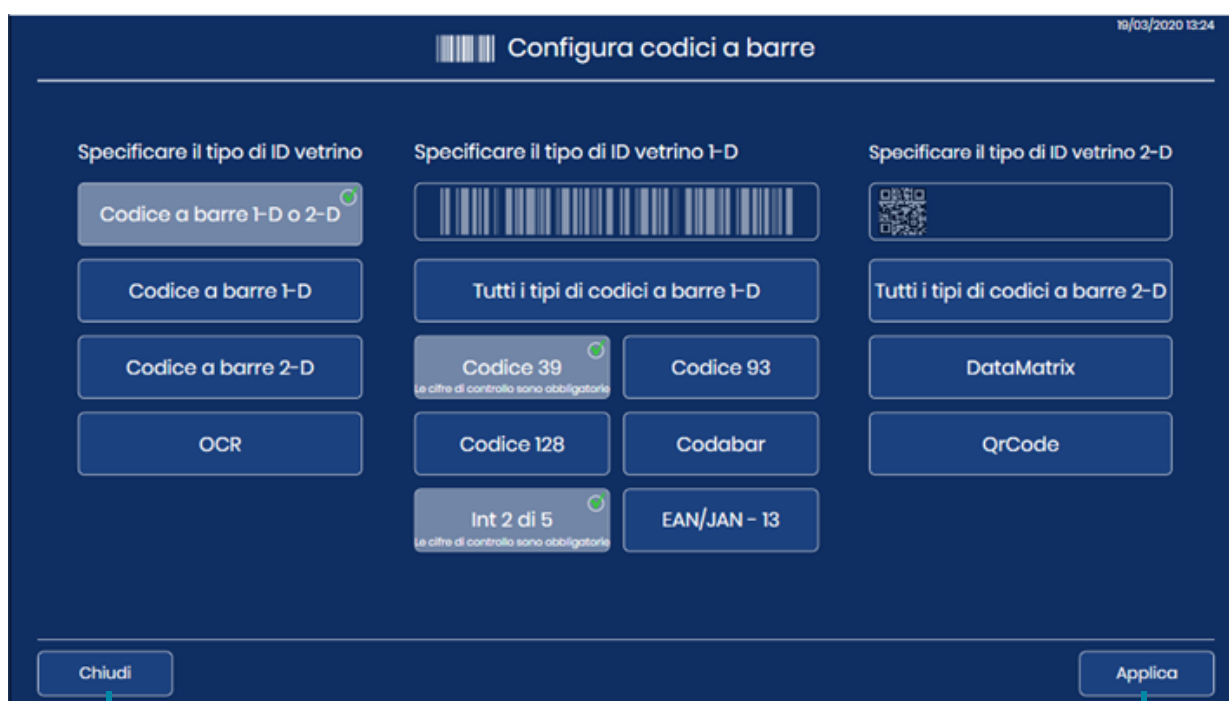 19/03/2020 13:24
Configura codici a barre
Specificare il tipo di ID vetrino
Codice a barre 1-D o 2-D
Codice a barre 1-D
Codice a barre 2-D
OCR
Specificare il tipo di ID vetrino 1-D
Tutti i tipi di codici a barre 1-D
Codice 39
Le cifre di controllo sono obbligatorie
Codice 93
Codice 128
Codabar
Int 2 di 5
Le cifre di controllo sono obbligatorie
EAN/JAN - 13
Specificare il tipo di ID vetrino 2-D
Tutti i tipi di codici a barre 2-D
DataMatrix
QrCode
Chiudi
Applica